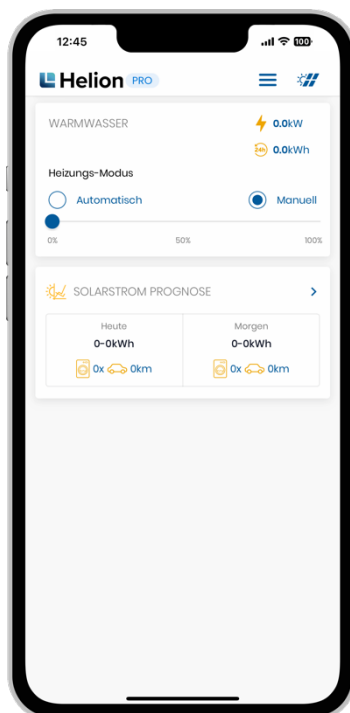 12:45
100
Helion PRO
WARMWASSER
0.0kW
24h
0.0kWh
Heizungs-Modus
Automatisch
Manuell
0%
50%
100%
SOLARSTROM PROGNOSE
Heute
0-0kWh
0x 0km
Morgen
0-0kWh
0x 0km